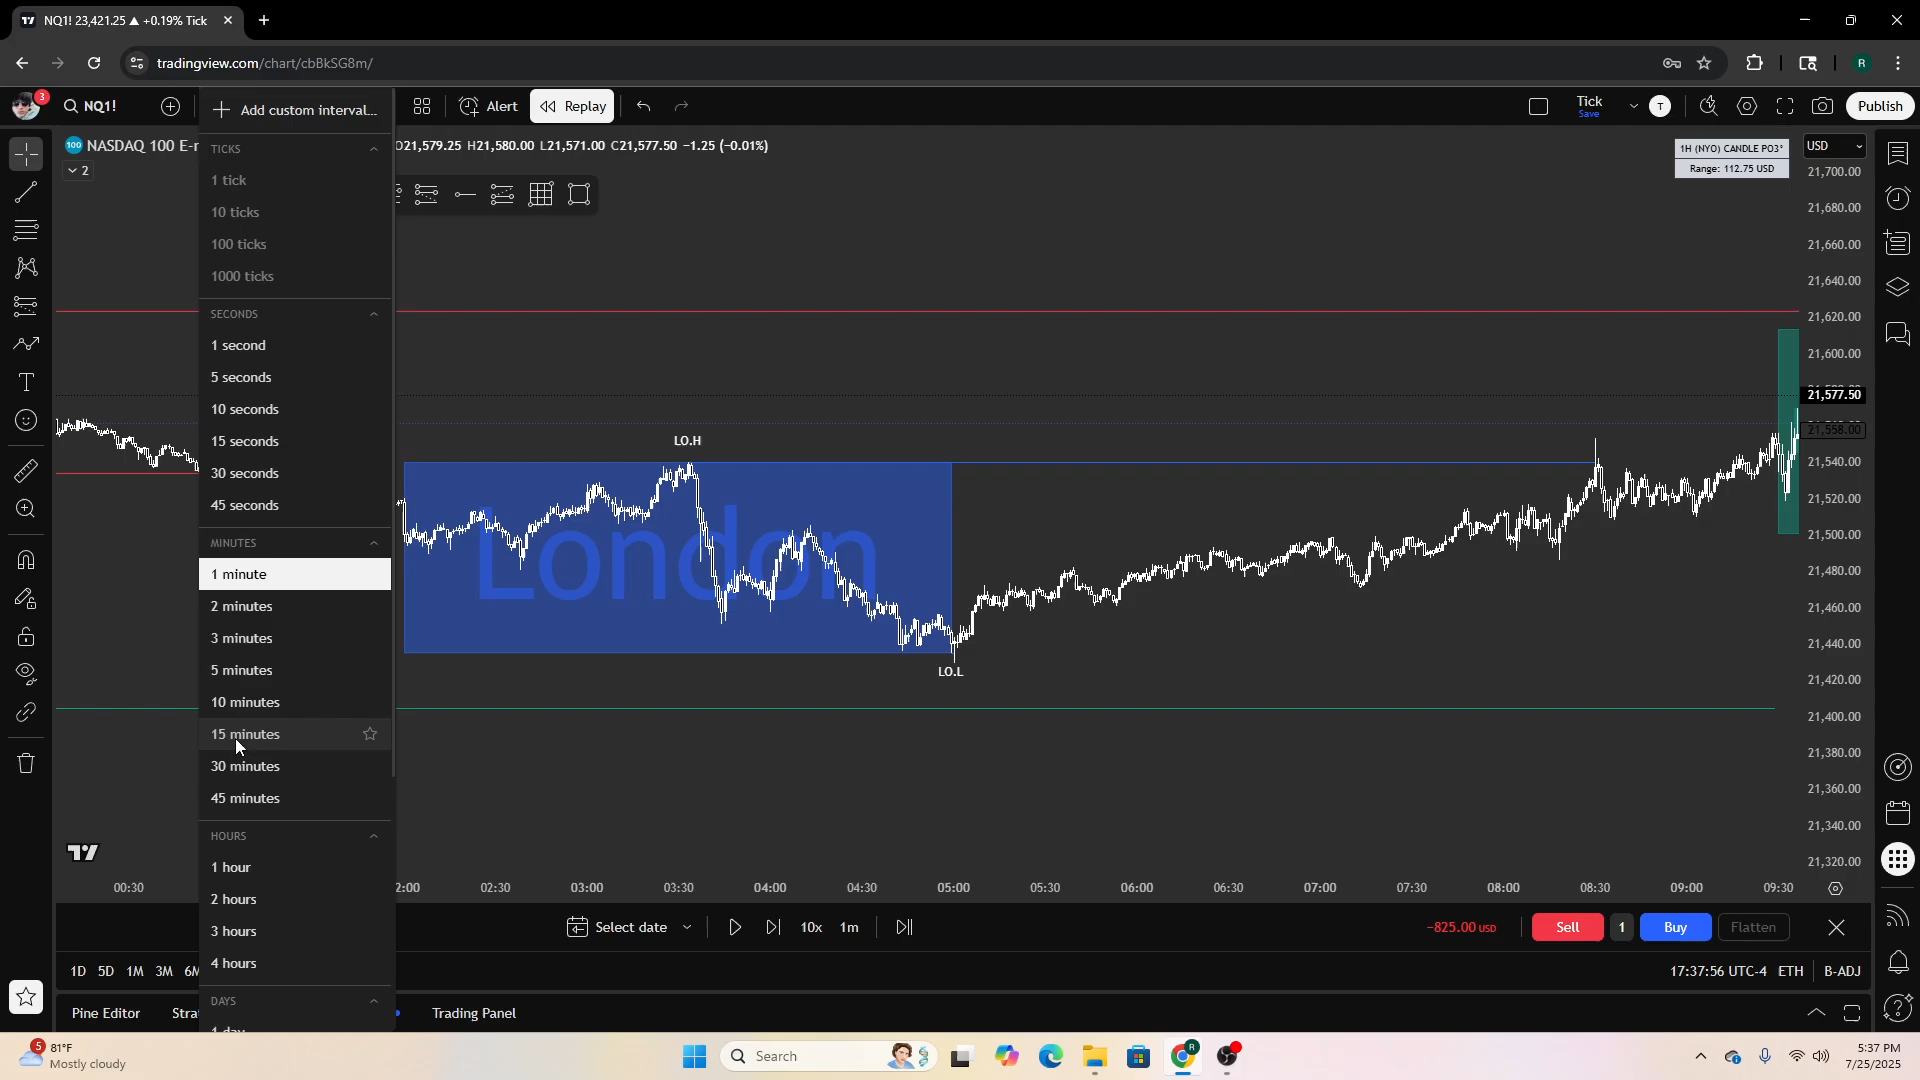 NQ1! 23,421.25 ▲ +0.19% Tick
tradingview.com/chart/cbBkSG8m/
3
NQ1!
Add custom interval...
Alert
Replay
Tick
Save
T
Publish
R
NASDAQ 100 E-
O21,579.25 H21,580.00 L21,571.00 C21,577.50 −1.25 (−0.01%)
2
1H (NYO) CANDLE PO3°
Range: 112.75 USD
USD
TICKS
1 tick
10 ticks
100 ticks
1000 ticks
SECONDS
1 second
5 seconds
10 seconds
15 seconds
30 seconds
45 seconds
MINUTES
1 minute
2 minutes
3 minutes
5 minutes
10 minutes
15 minutes
30 minutes
45 minutes
HOURS
1 hour
2 hours
3 hours
4 hours
DAYS
1 day
LO.H
London
LO.L
21,700.00
21,680.00
21,660.00
21,640.00
21,620.00
21,600.00
21,577.50
21,558.00
21,540.00
21,520.00
21,500.00
21,480.00
21,460.00
21,440.00
21,420.00
21,400.00
21,380.00
21,360.00
21,340.00
21,320.00
00:30
2:00
02:30
03:00
03:30
04:00
04:30
05:00
05:30
06:00
06:30
07:00
07:30
08:00
08:30
09:00
09:30
Select date
10x
1m
−825.00 USD
Sell
1
Buy
Flatten
1D 5D 1M 3M 6M
17:37:56 UTC-4 ETH B-ADJ
Pine Editor
Stra
Trading Panel
5
81°F
Mostly cloudy
Search
R
5:37 PM
7/25/2025